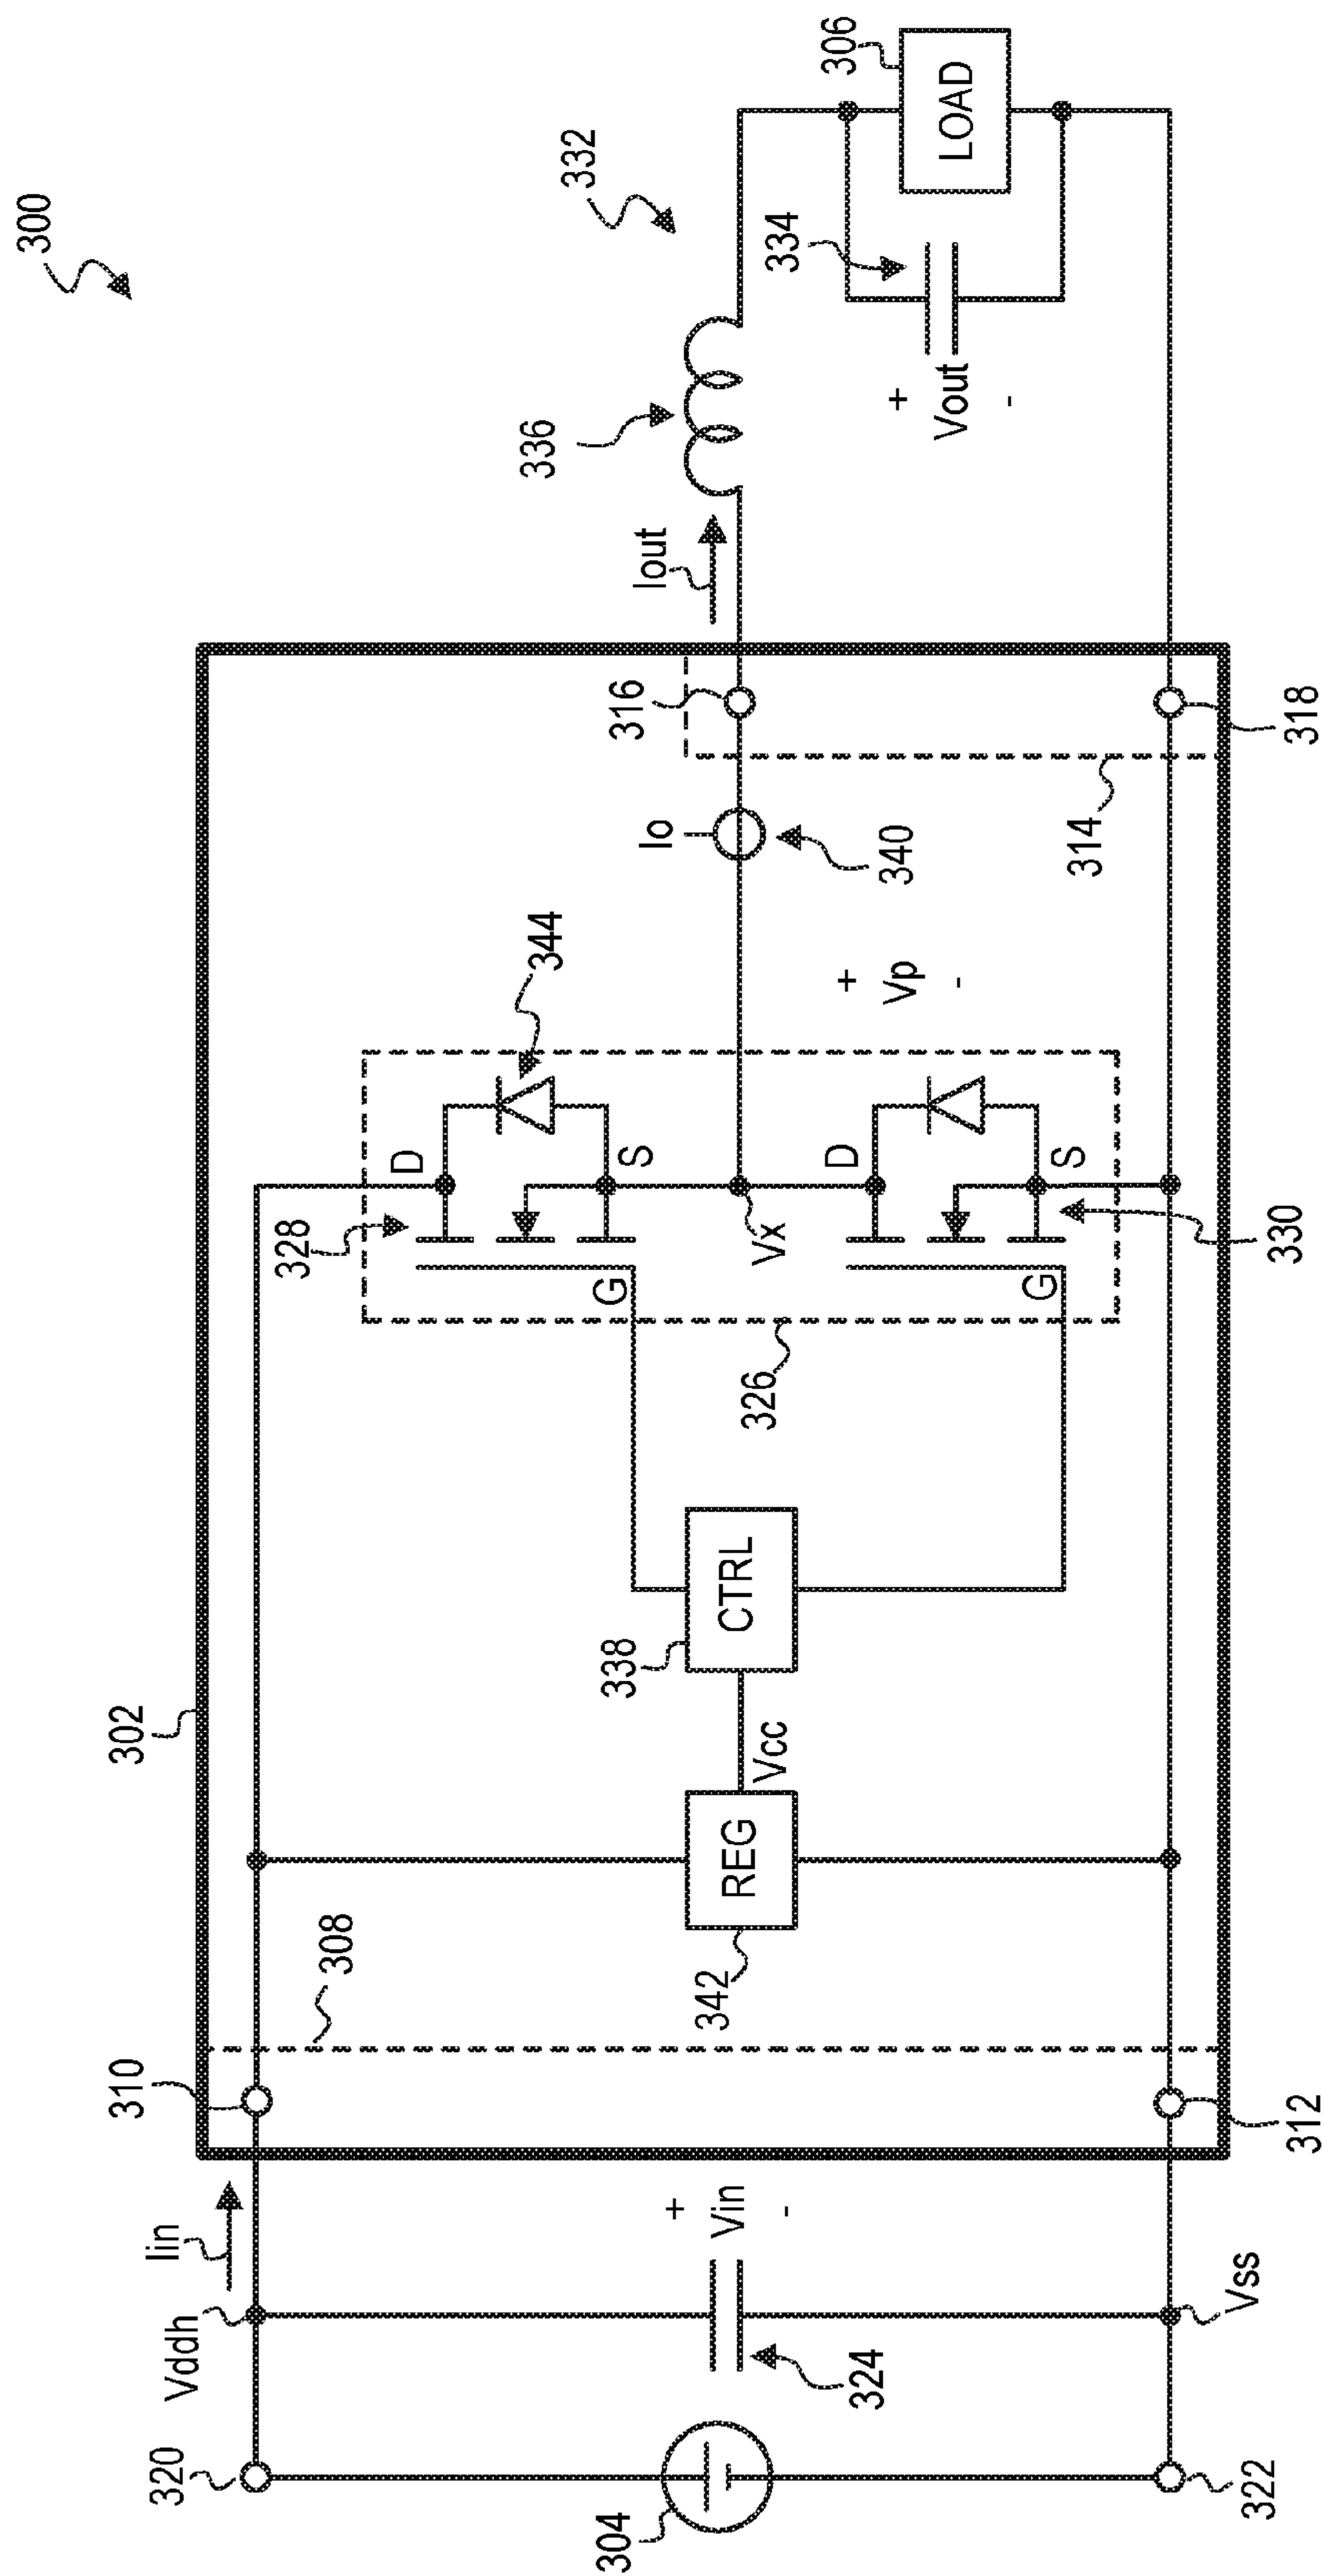 300
302
310
308
320
Vddh
Iin
304
324
+
Vin
-
342
REG
Vcc
338
CTRL
326
328
D
G
S
344
Vx
D
G
S
330
+
Vp
-
Io
340
316
314
318
Iout
336
332
334
+
Vout
-
306
LOAD
322
Vss
312